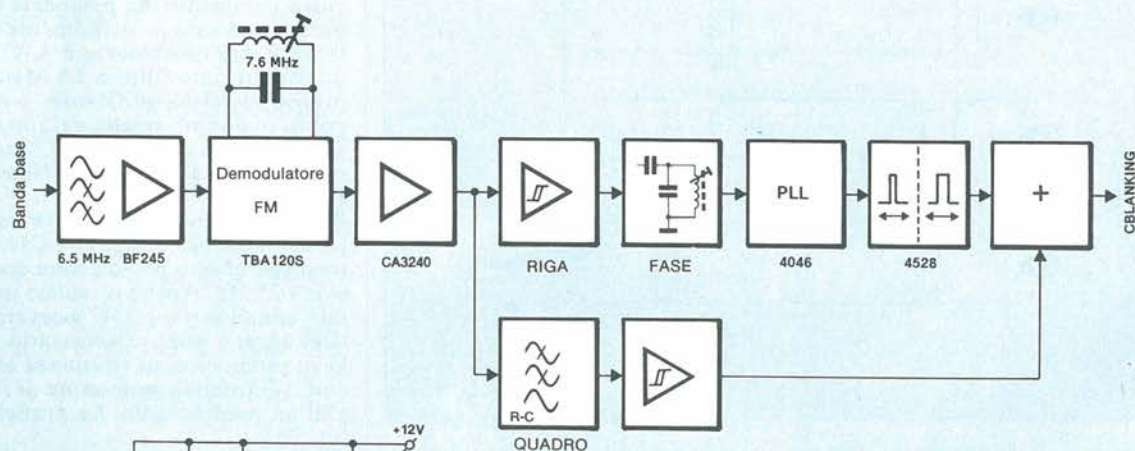 7.6 MHz
Banda base
6.5 MHz
BF245
Demodulatore
FM
TBA120S
CA3240
RIGA
FASE
PLL
4046
4528
+
CBLANKING
R-C
QUADRO
+12V